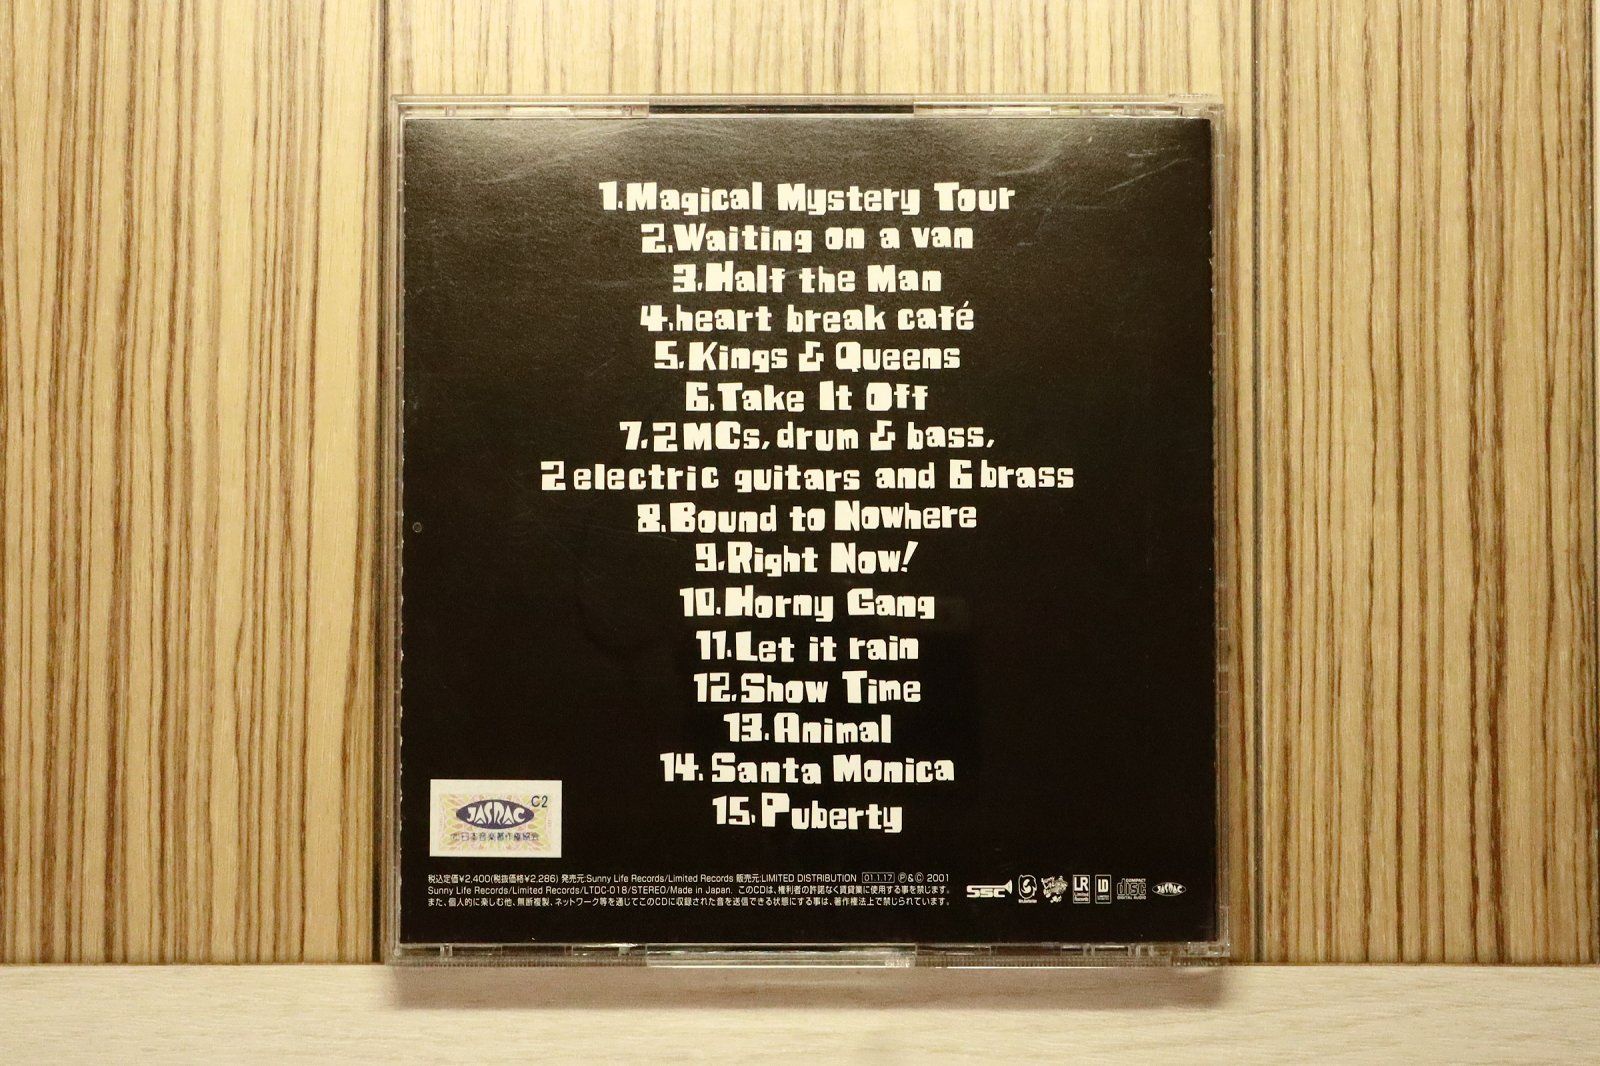 1.Magical Mystery Tour
2.Waiting on a van
3.Half the Man
4.heart break café
5.Kings & Queens
6.Take It Off
7.2 MCs, drum & bass,
2 electric guitars and 6 brass
8.Bound to Nowhere
9.Right Now!
10.Horny Gang
11.Let it rain
12.Show Time
13.Animal
14.Santa Monica
15.Puberty
C2
JASRAC
日本音楽著作権協会
税込定価¥2,400(税抜価格¥2,286) 発売元:Sunny Life Records/Limited Records 販売元:LIMITED DISTRIBUTION 01.1.17 Ⓟ&© 2001
Sunny Life Records/Limited Records/LTDC-018/STEREO/Made in Japan. このCDは、権利者の許諾なく賃貸業に使用する事を禁じます。
また、個人的に楽しむ他、無断複製、ネットワーク等を通じてこのCDに収録された音を送信できる状態にする事は、著作権法上で禁じられています。
SSC
LR
Limited Records
LD
COMPACT disc DIGITAL AUDIO
JASRAC